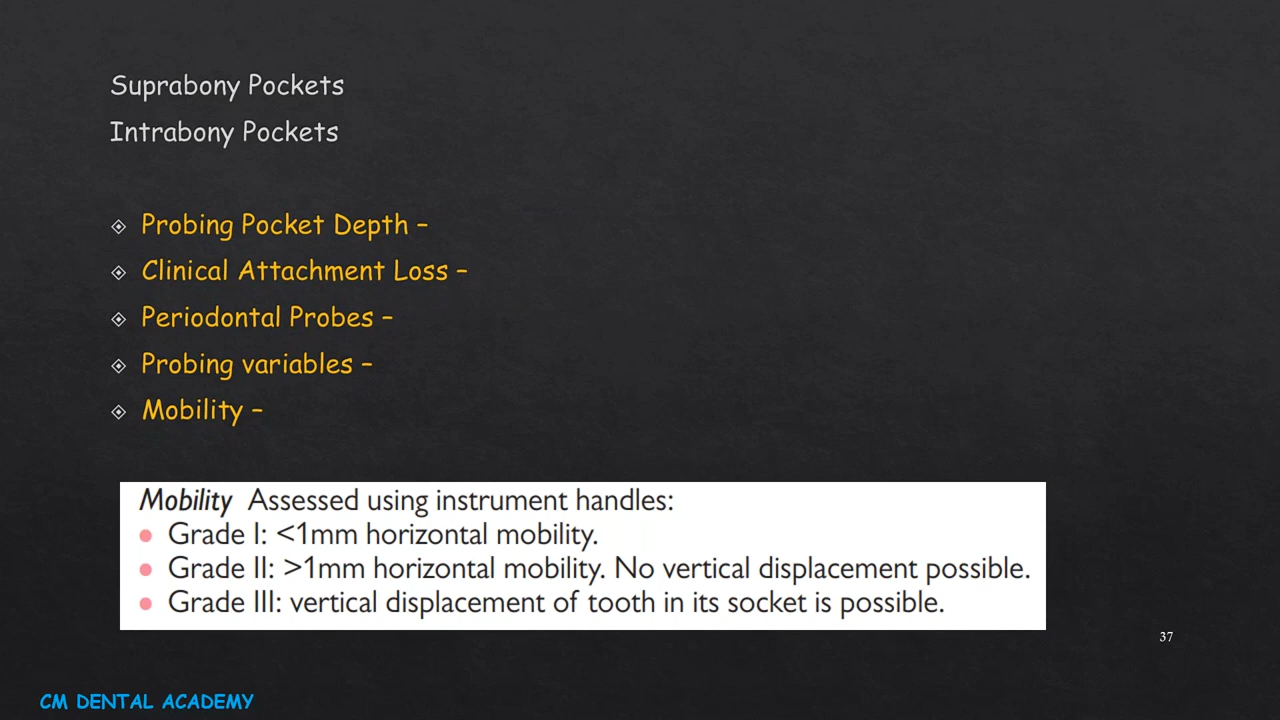 Suprabony Pockets
Intrabony Pockets
Probing Pocket Depth –
Clinical Attachment Loss –
Periodontal Probes –
Probing variables –
Mobility –
Mobility Assessed using instrument handles:
Grade I: <1mm horizontal mobility.
Grade II: >1mm horizontal mobility. No vertical displacement possible.
Grade III: vertical displacement of tooth in its socket is possible.
37
CM DENTAL ACADEMY